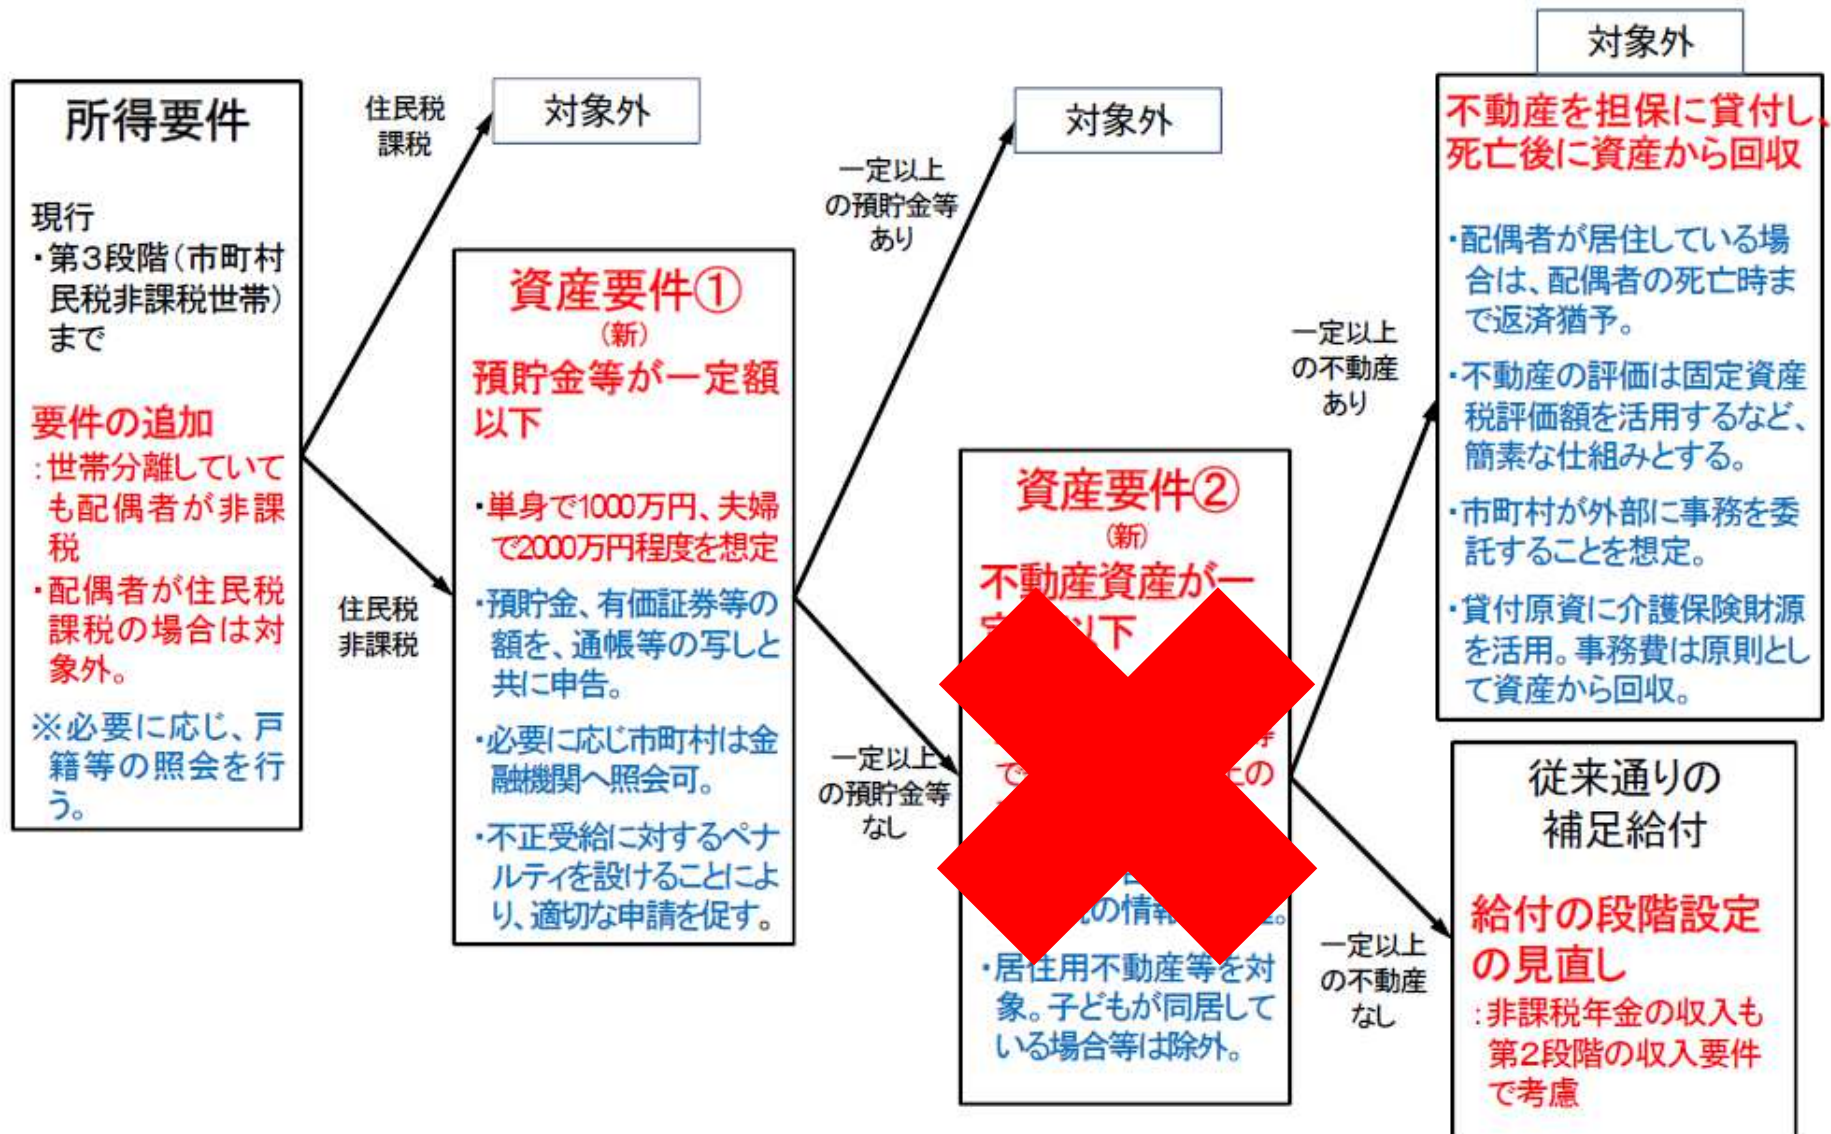 所得要件
現行
・第3段階(市町村
民税非課税世帯)
まで
要件の追加
:世帯分離していて
も配偶者が非課
税
・配偶者が住民税
課税の場合は対
象外。
※必要に応じ、戸
籍等の照会を行
う。
住民税
課税
対象外
住民税
非課税
資産要件①
(新)
預貯金等が一定額
以下
・単身で1000万円、夫婦
で2000万円程度を想定
・預貯金、有価証券等の
額を、通帳等の写しと
共に申告。
・必要に応じ市町村は金
融機関へ照会可。
・不正受給に対するペナ
ルティを設けることによ
り、適切な申請を促す。
一定以上
の預貯金等
あり
対象外
一定以上
の預貯金等
なし
資産要件②
(新)
不動産資産が一
以下
で
の
の情報
・居住用不動産等を対
象。子どもが同居して
いる場合等は除外。
一定以上
の不動産
あり
対象外
不動産を担保に貸付し、
死亡後に資産から回収
・配偶者が居住している場
合は、配偶者の死亡時ま
で返済猶予。
・不動産の評価は固定資産
税評価額を活用するなど、
簡素な仕組みとする。
・市町村が外部に事務を委
託することを想定。
・貸付原資に介護保険財源
を活用。事務費は原則とし
て資産から回収。
一定以上
の不動産
なし
従来通りの
補足給付
給付の段階設定
の見直し
:非課税年金の収入も
第2段階の収入要件
で考慮